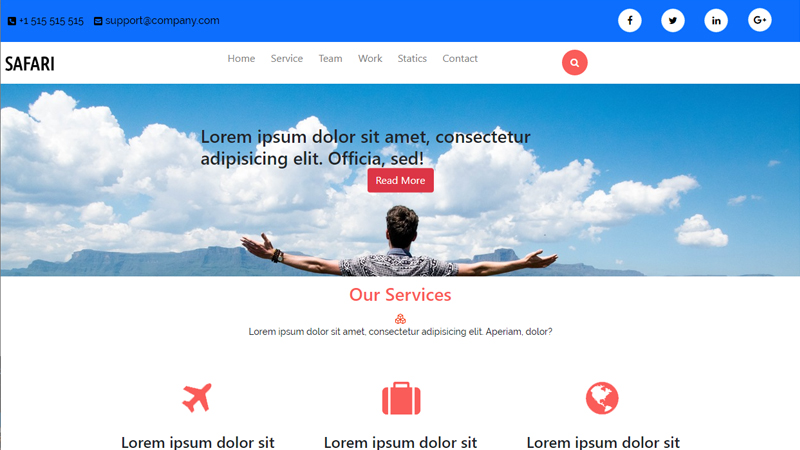 +1 515 515 515 support@company.com
SAFARI Home Service Team Work Statics Contact
Lorem ipsum dolor sit amet, consectetur
adipisicing elit. Officia, sed!
Read More
Our Services
Lorem ipsum dolor sit amet, consectetur adipisicing elit. Aperiam, dolor?
Lorem ipsum dolor sit Lorem ipsum dolor sit Lorem ipsum dolor sit